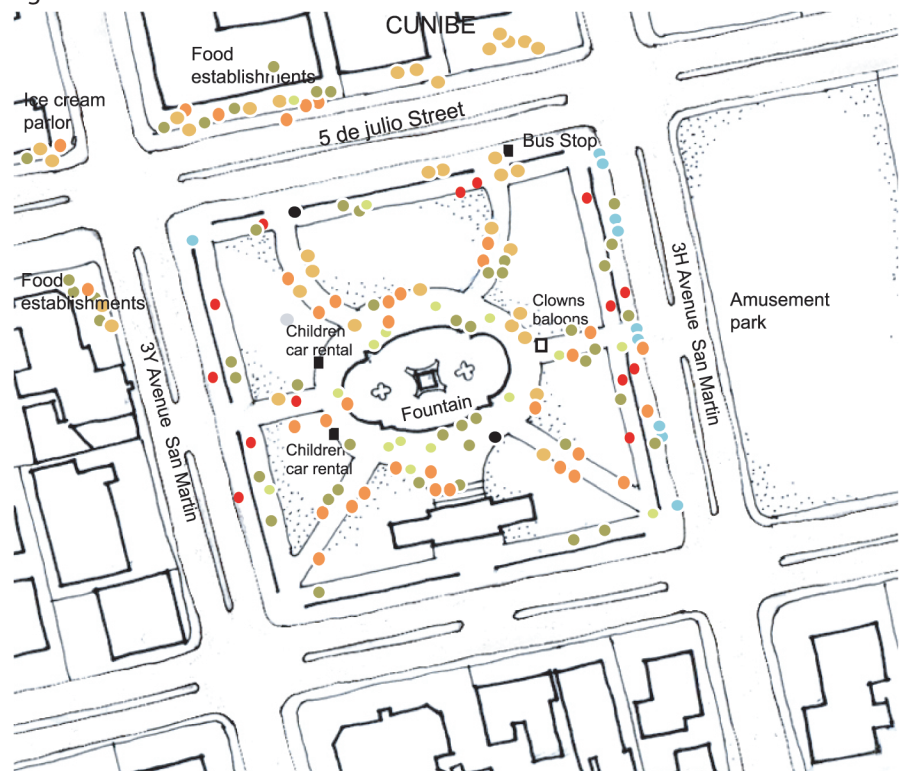 CUNIBE
Food
establishments
Ice cream
parlor
5 de julio Street
Bus Stop
3H Avenue San Martin
Food
establishments
Clowns
baloons
Amusement
park
Children
car rental
3Y Avenue San Martin
Fountain
Children
car rental